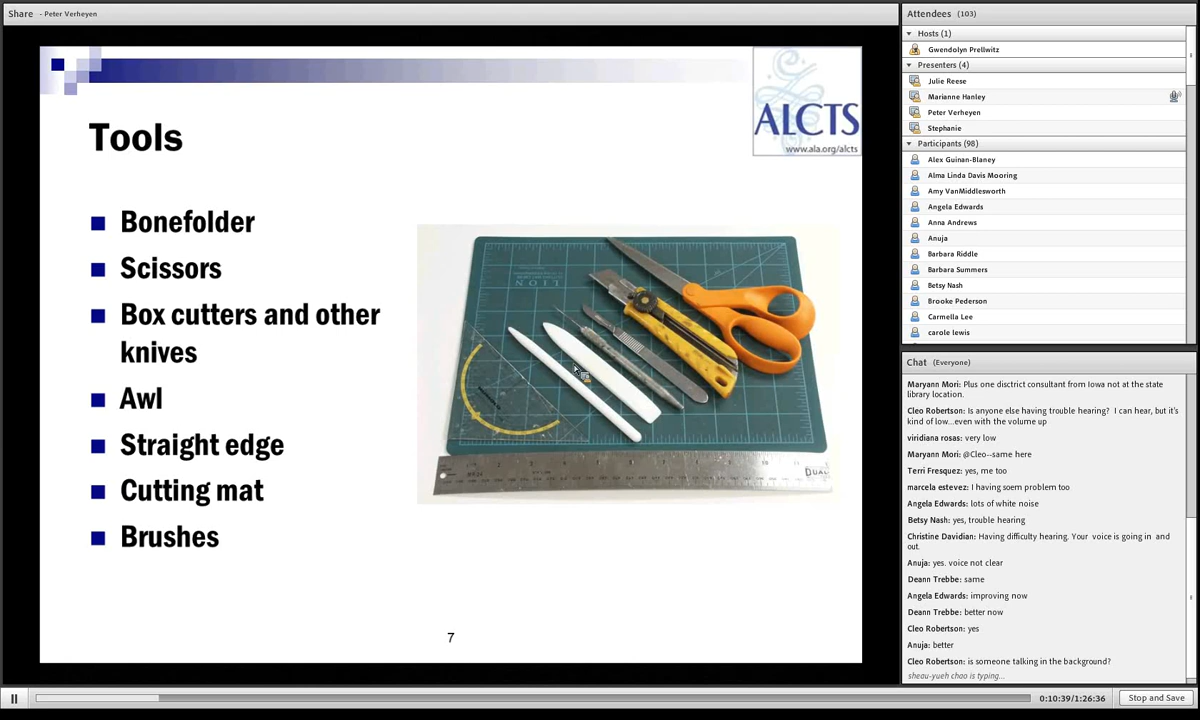 Share - Peter Verheyen
ALCTS
www.ala.org/alcts
Tools
Bonefolder
Scissors
Box cutters and other
knives
Awl
Straight edge
Cutting mat
Brushes
LION
7
Attendees (103)
Hosts (1)
Gwendolyn Prellwitz
Presenters (4)
Julie Reese
Marianne Hanley
Peter Verheyen
Stephanie
Participants (98)
Alex Guinan-Blaney
Alma Linda Davis Mooring
Amy VanMiddlesworth
Angela Edwards
Anna Andrews
Anuja
Barbara Riddle
Barbara Summers
Betsy Nash
Brooke Pederson
Carmella Lee
carole lewis
Chat (Everyone)
Maryann Mori: Plus one disctrict consultant from Iowa not at the state
library location.
Cleo Robertson: Is anyone else having trouble hearing? I can hear, but it's
kind of low...even with the volume up
viridiana rosas: very low
Maryann Mori: @Cleo--same here
Terri Fresquez: yes, me too
marcela estevez: I having soem problem too
Angela Edwards: lots of white noise
Betsy Nash: yes, trouble hearing
Christine Davidian: Having difficulty hearing. Your voice is going in and
out.
Anuja: yes. voice not clear
Deann Trebbe: same
Angela Edwards: improving now
Deann Trebbe: better now
Cleo Robertson: yes
Anuja: better
Cleo Robertson: is someone talking in the background?
sheau-yueh chao is typing...
0:10:39/1:26:36
Stop and Save